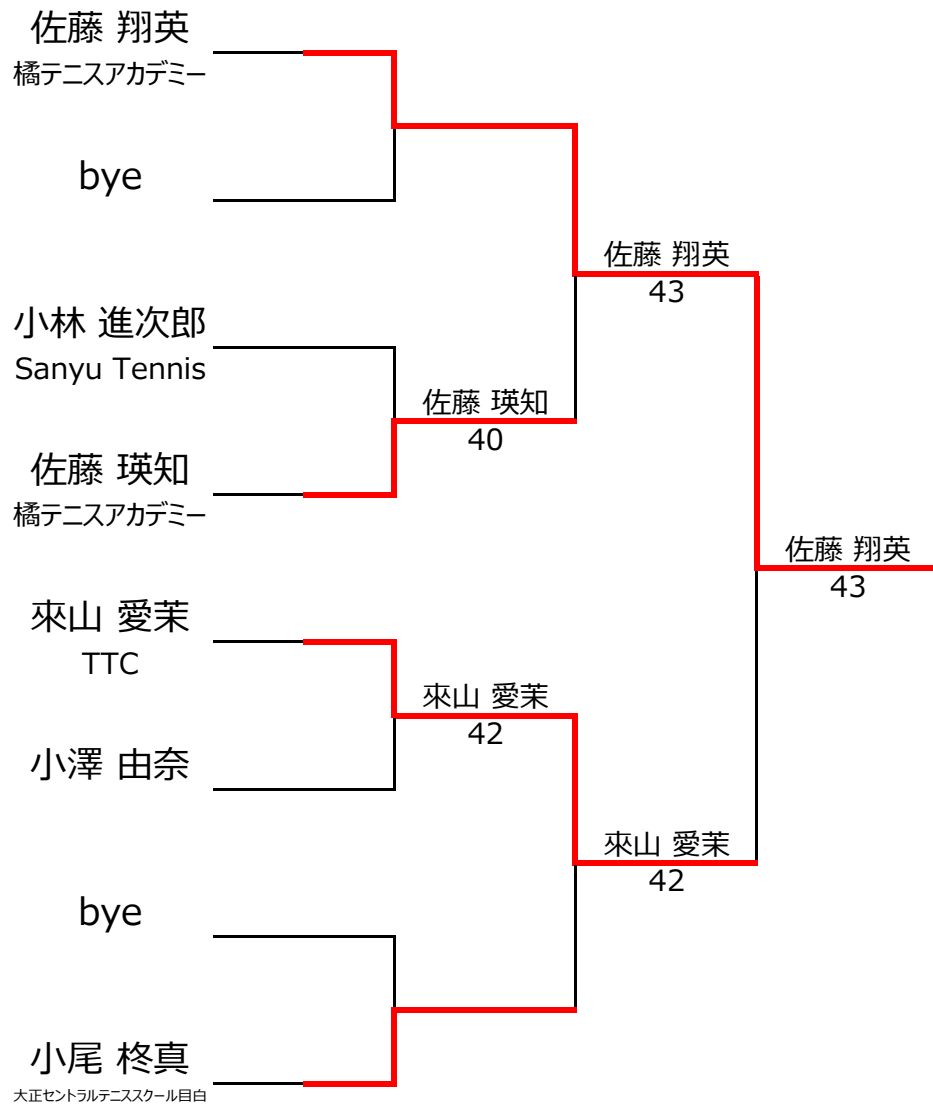 佐藤 翔英
橘テニスアカデミー
bye
佐藤 翔英
43
小林 進次郎
Sanyu Tennis
佐藤 瑛知
40
佐藤 瑛知
橘テニスアカデミー
佐藤 翔英
43
來山 愛茉
TTC
來山 愛茉
42
小澤 由奈
來山 愛茉
42
bye
小尾 柊真
大正セントラルテニススクール目白